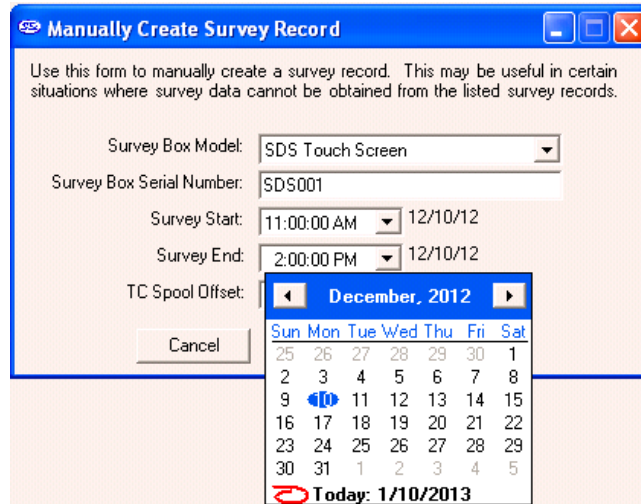 Manually Create Survey Record
Use this form to manually create a survey record. This may be useful in certain
situations where survey data cannot be obtained from the listed survey records.
Survey Box Model: SDS Touch Screen
Survey Box Serial Number: SDS001
Survey Start: 11:00:00 AM 12/10/12
Survey End: 2:00:00 PM 12/10/12
TC Spool Offset:
Cancel
December, 2012
Sun Mon Tue Wed Thu Fri Sat
25 26 27 28 29 30 1
2 3 4 5 6 7 8
9 10 11 12 13 14 15
16 17 18 19 20 21 22
23 24 25 26 27 28 29
30 31 1 2 3 4 5
Today: 1/10/2013